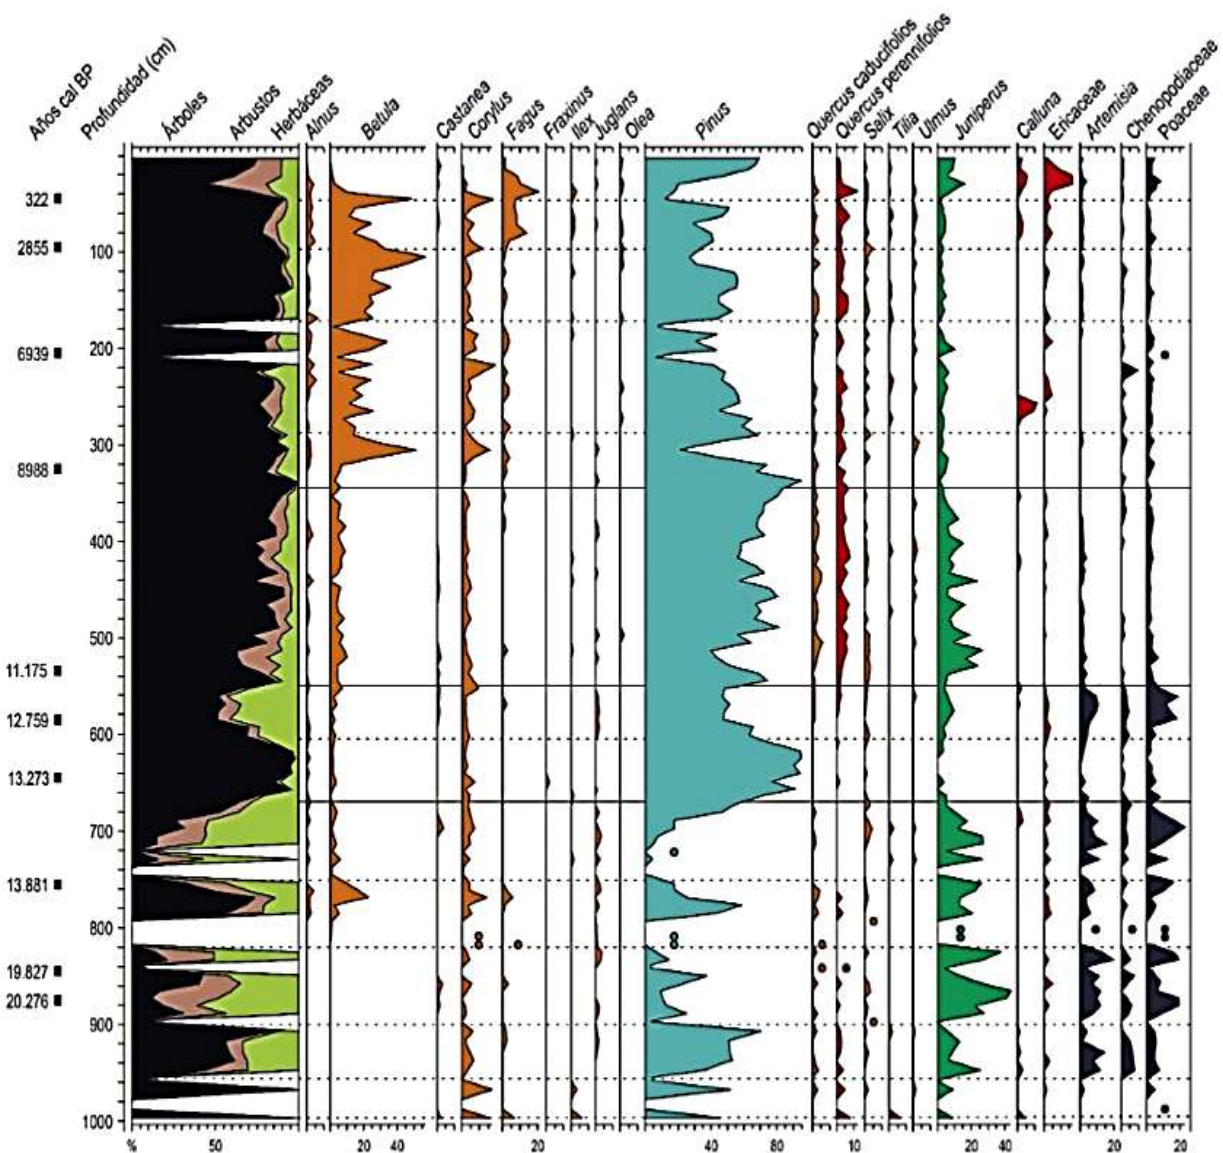 Años cal BP
Profundidad (cm)
Árboles
Arbustos
Herbáceas
Alnus
Betula
Castanea
Corylus
Fagus
Fraxinus
Ilex
Juglans
Olea
Pinus
Quercus caducifolios
Quercus perennifolios
Salix
Tilia
Ulmus
Juniperus
Calluna
Ericaceae
Artemisia
Chenopodiaceae
Poaceae
322
2855
100
200
6939
300
8988
400
500
11.175
12.759
600
13.273
700
13.881
800
19.827
20.276
900
1000
% 50 20 40 20 40 80 10 20 40 20 20